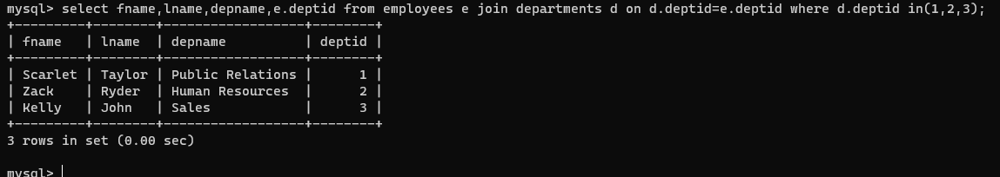 mysql> select fname,lname,depname,e.deptid from employees e join departments d on d.deptid=e.deptid where d.deptid in(1,2,3);
+---------+--------+------------------+--------+
| fname   | lname  | depname          | deptid |
+---------+--------+------------------+--------+
| Scarlet | Taylor | Public Relations |      1 |
| Zack    | Ryder  | Human Resources  |      2 |
| Kelly   | John   | Sales            |      3 |
+---------+--------+------------------+--------+
3 rows in set (0.00 sec)
mysql>